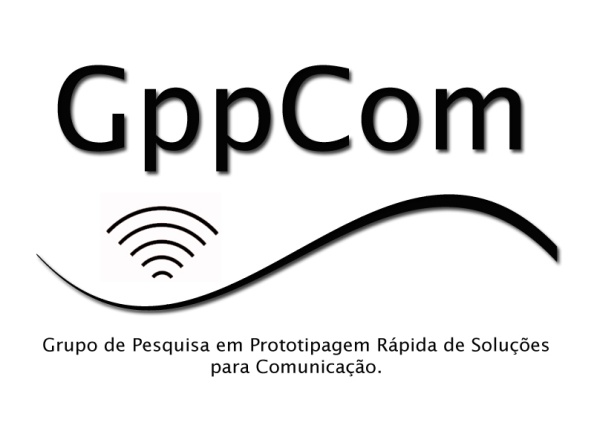 GppCom
Grupo de Pesquisa em Prototipagem Rápida de Soluções
para Comunicação.